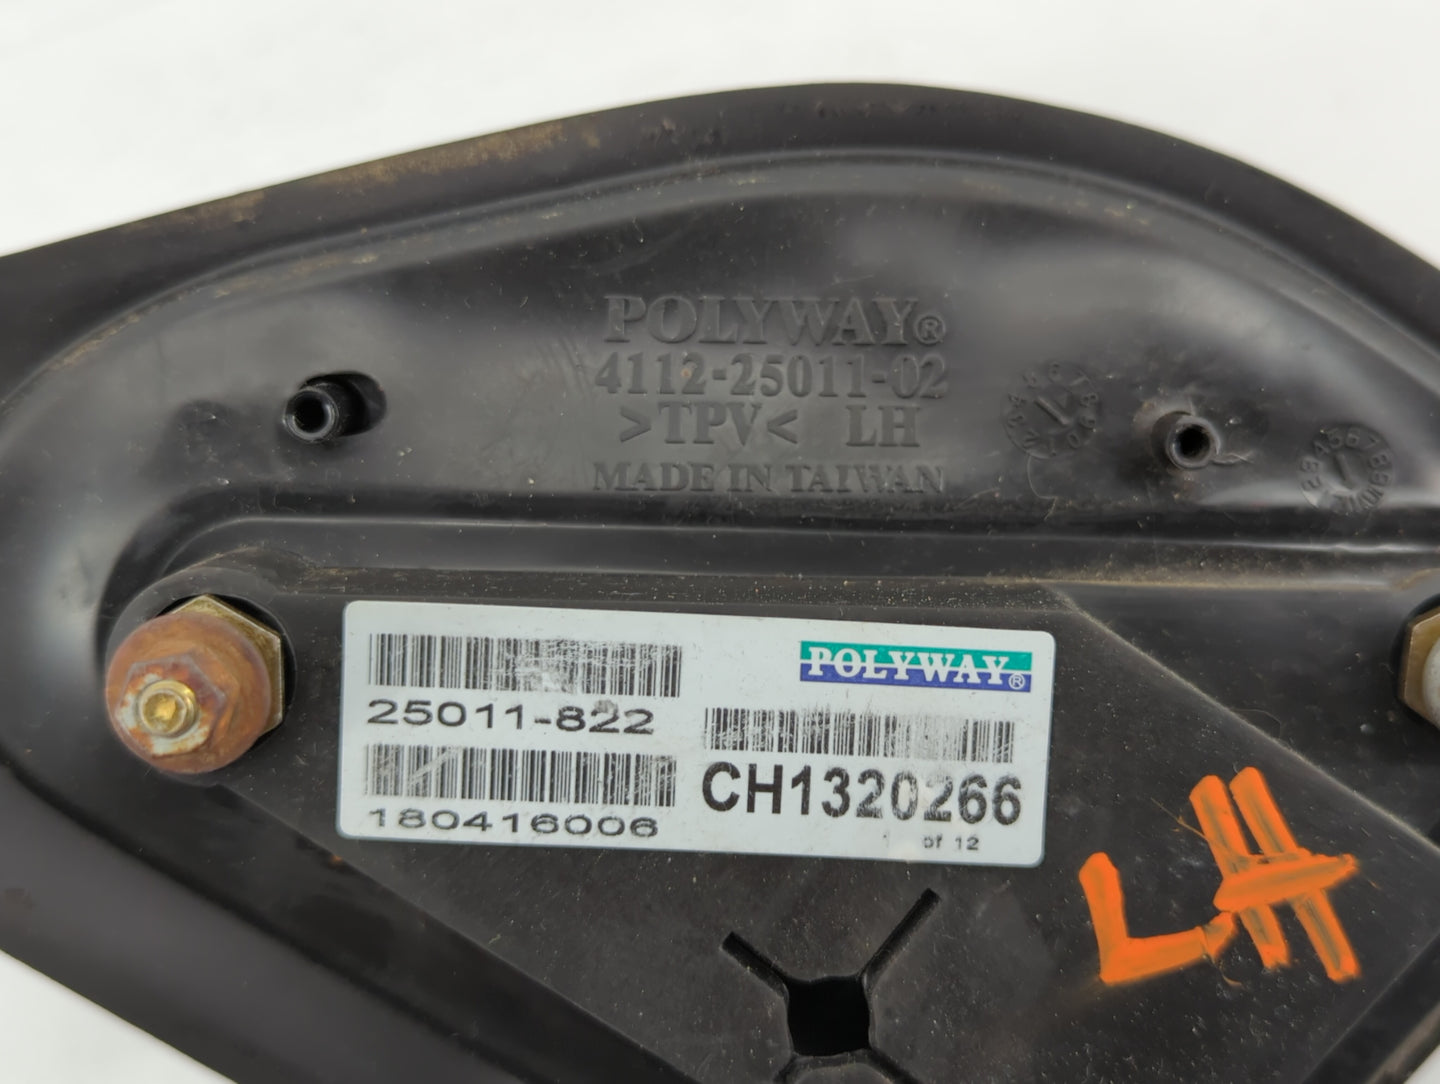 POLYWAY®
4112-25011-02
>TPV< LH
MADE IN TAIWAN
POLYWAY®
25011-822
CH1320266
180416006
of 12
LH